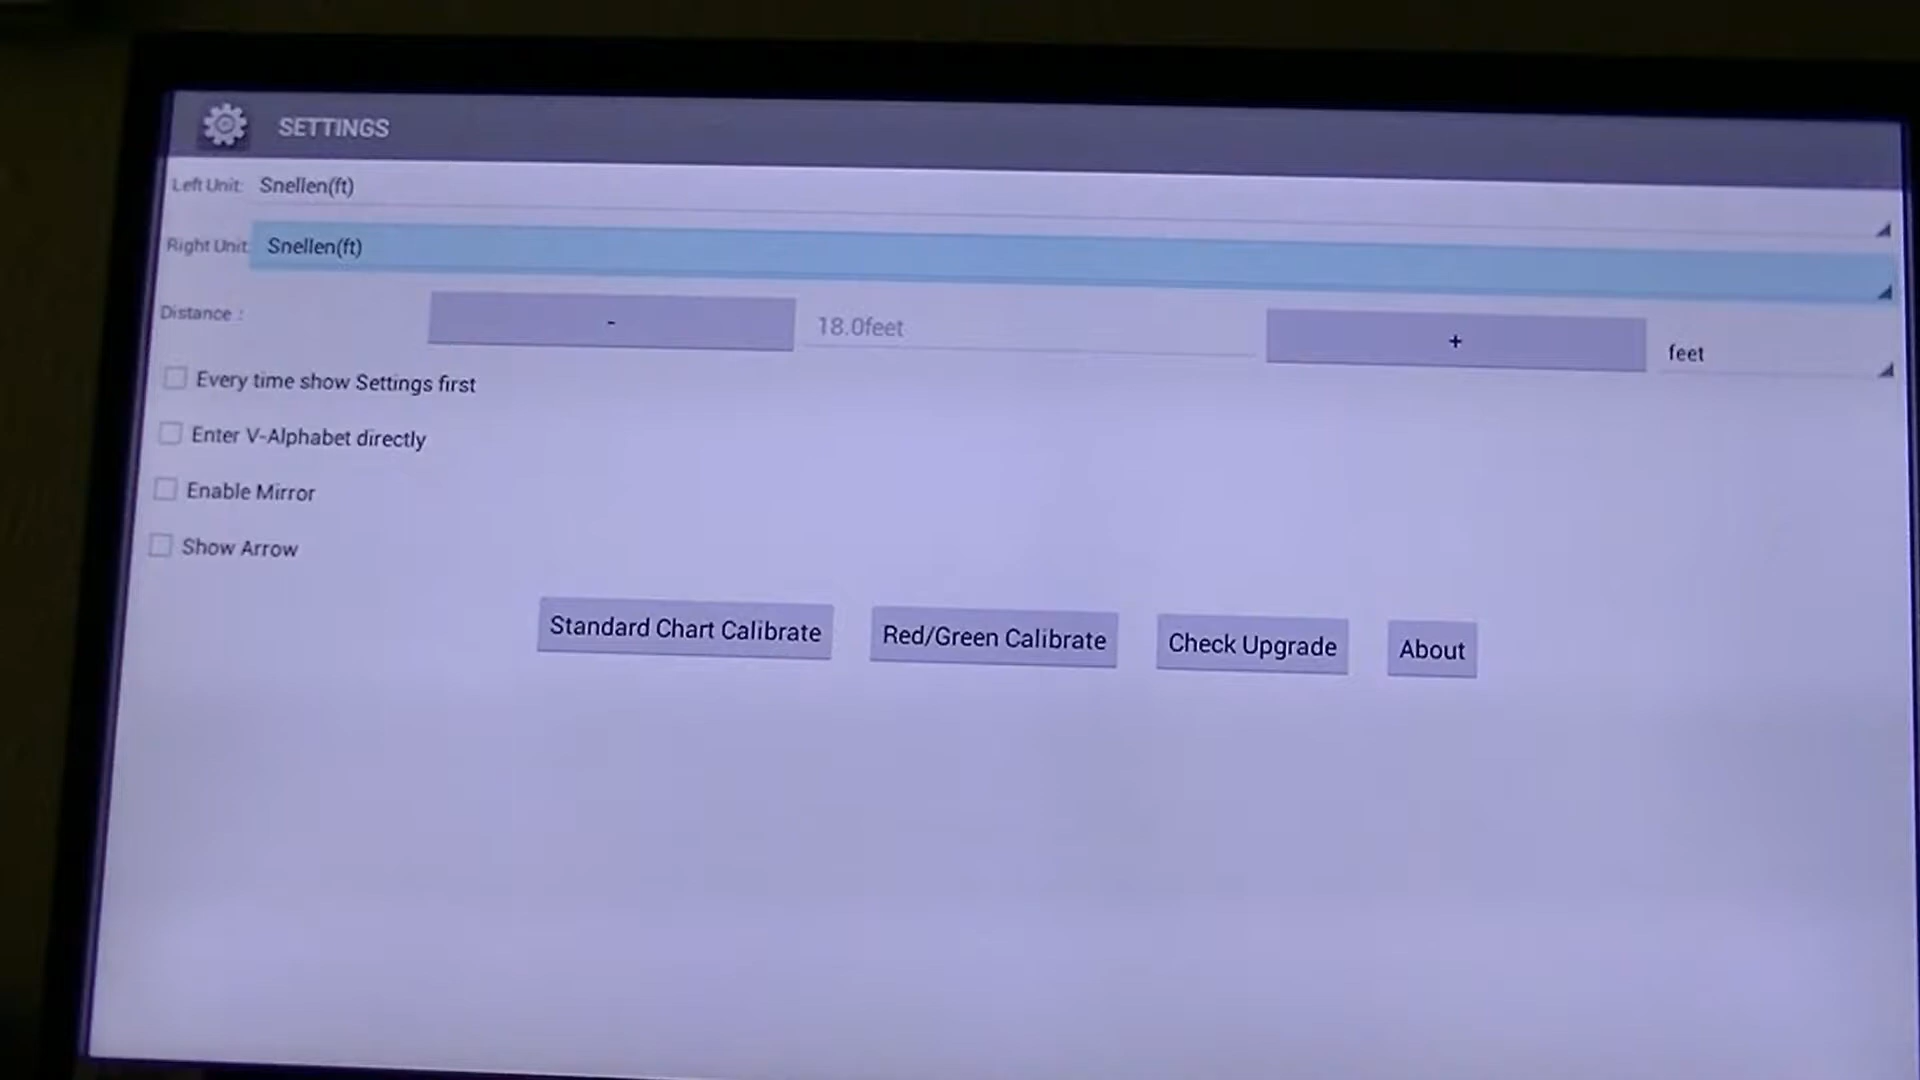 SETTINGS
Left Unit: Snellen(ft)
Right Unit: Snellen(ft)
Distance : - 18.0feet + feet
Every time show Settings first
Enter V-Alphabet directly
Enable Mirror
Show Arrow
Standard Chart Calibrate Red/Green Calibrate Check Upgrade About